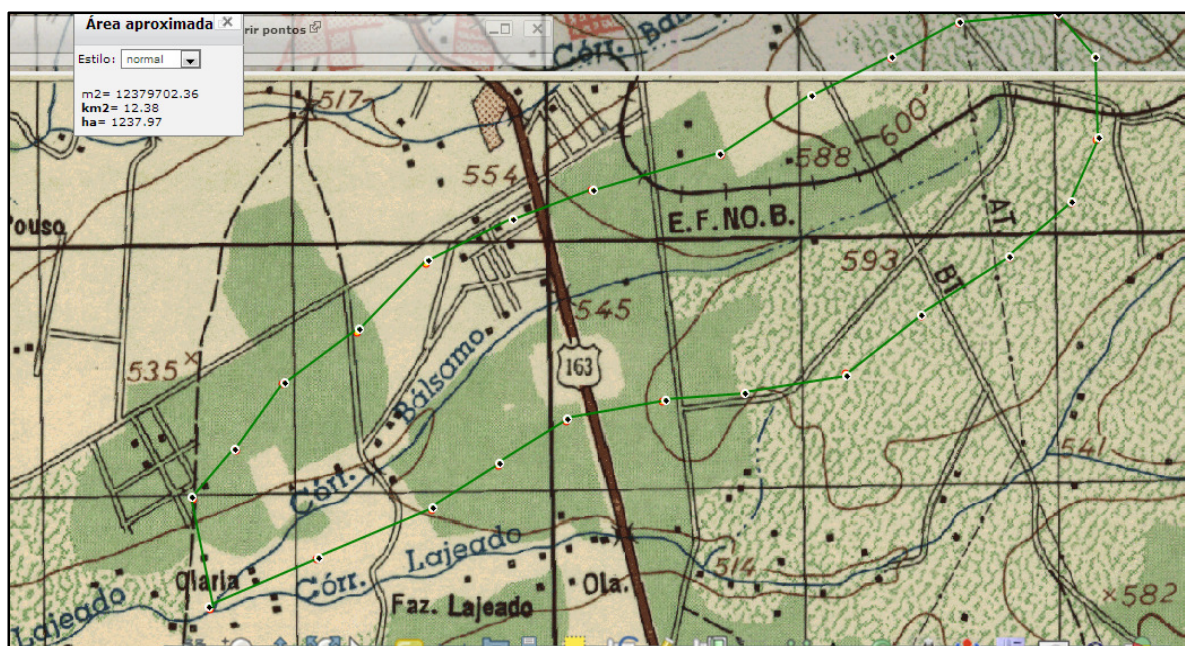 Área aproximada
rir pontos
Estilo: normal
m2= 12379702.36
km2= 12.38
ha= 1237.97
Córr. Bál
517
554
588
600
ouso
E.F. NO.B.
AT
593
BT
545
163
535
Córr. Bálsamo
541
Olaria
Córr. Lajeado
Lajeado
Faz. Lajeado
Ola.
514
582